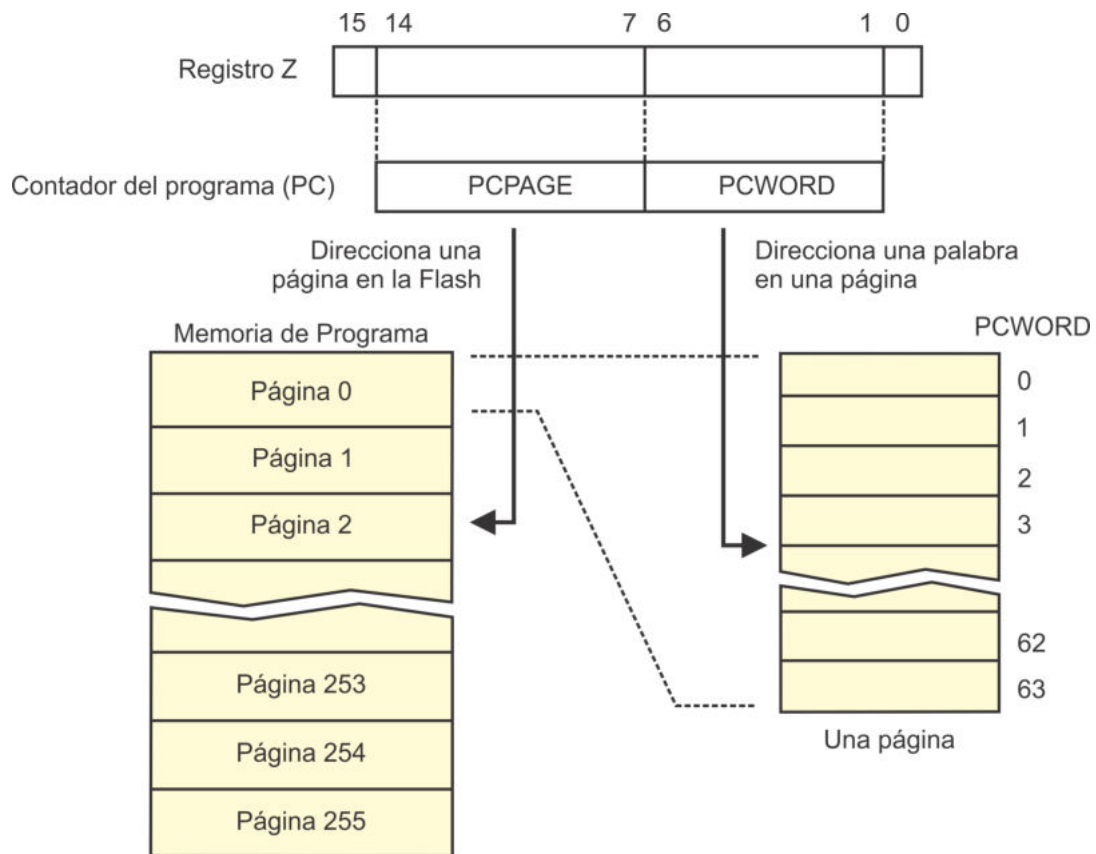 15 14 7 6 1 0
Registro Z
Contador del programa (PC)
PCPAGE
PCWORD
Direcciona una
página en la Flash
Direcciona una palabra
en una página
Memoria de Programa
PCWORD
Página 0
Página 1
Página 2
Página 253
Página 254
Página 255
0
1
2
3
62
63
Una página